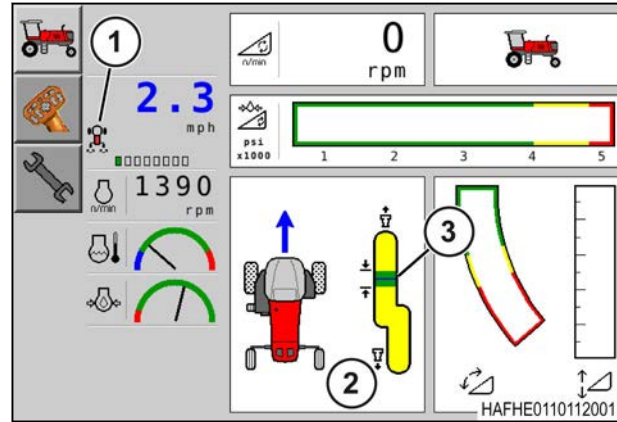 1
2.3
mph
n/min
1390
rpm
n/min
0
rpm
psi
x1000
1
2
3
4
5
3
2
HAFHE0110112001